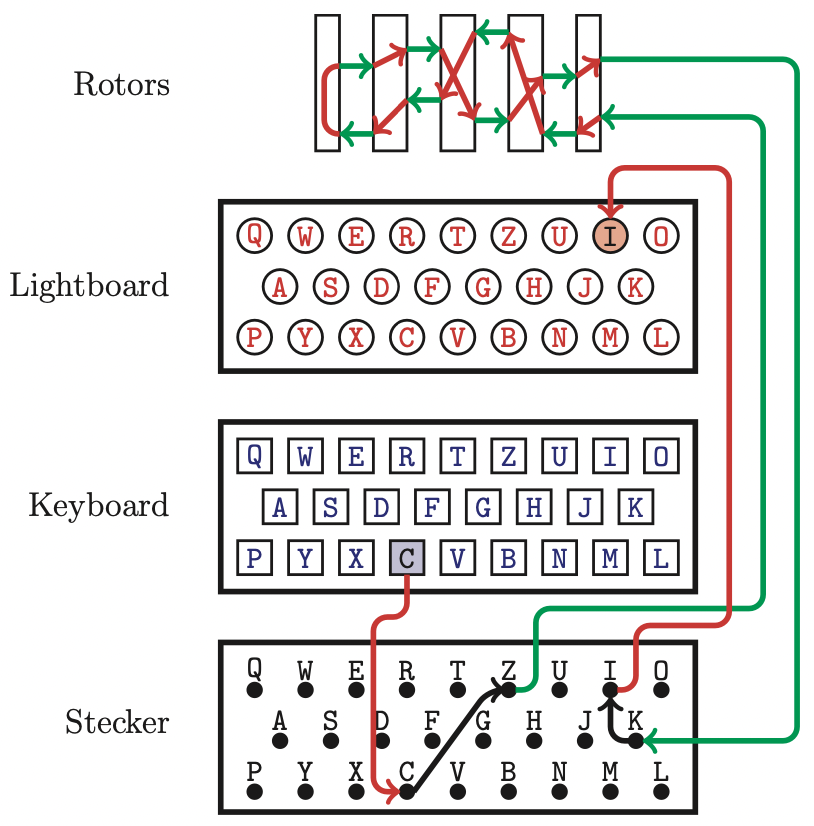 Rotors
Lightboard
Q W E R T Z U I O
A S D F G H J K
P Y X C V B N M L
Keyboard
Q W E R T Z U I O
A S D F G H J K
P Y X C V B N M L
Stecker
Q W E R T Z U I O
A S D F G H J K
P Y X C V B N M L